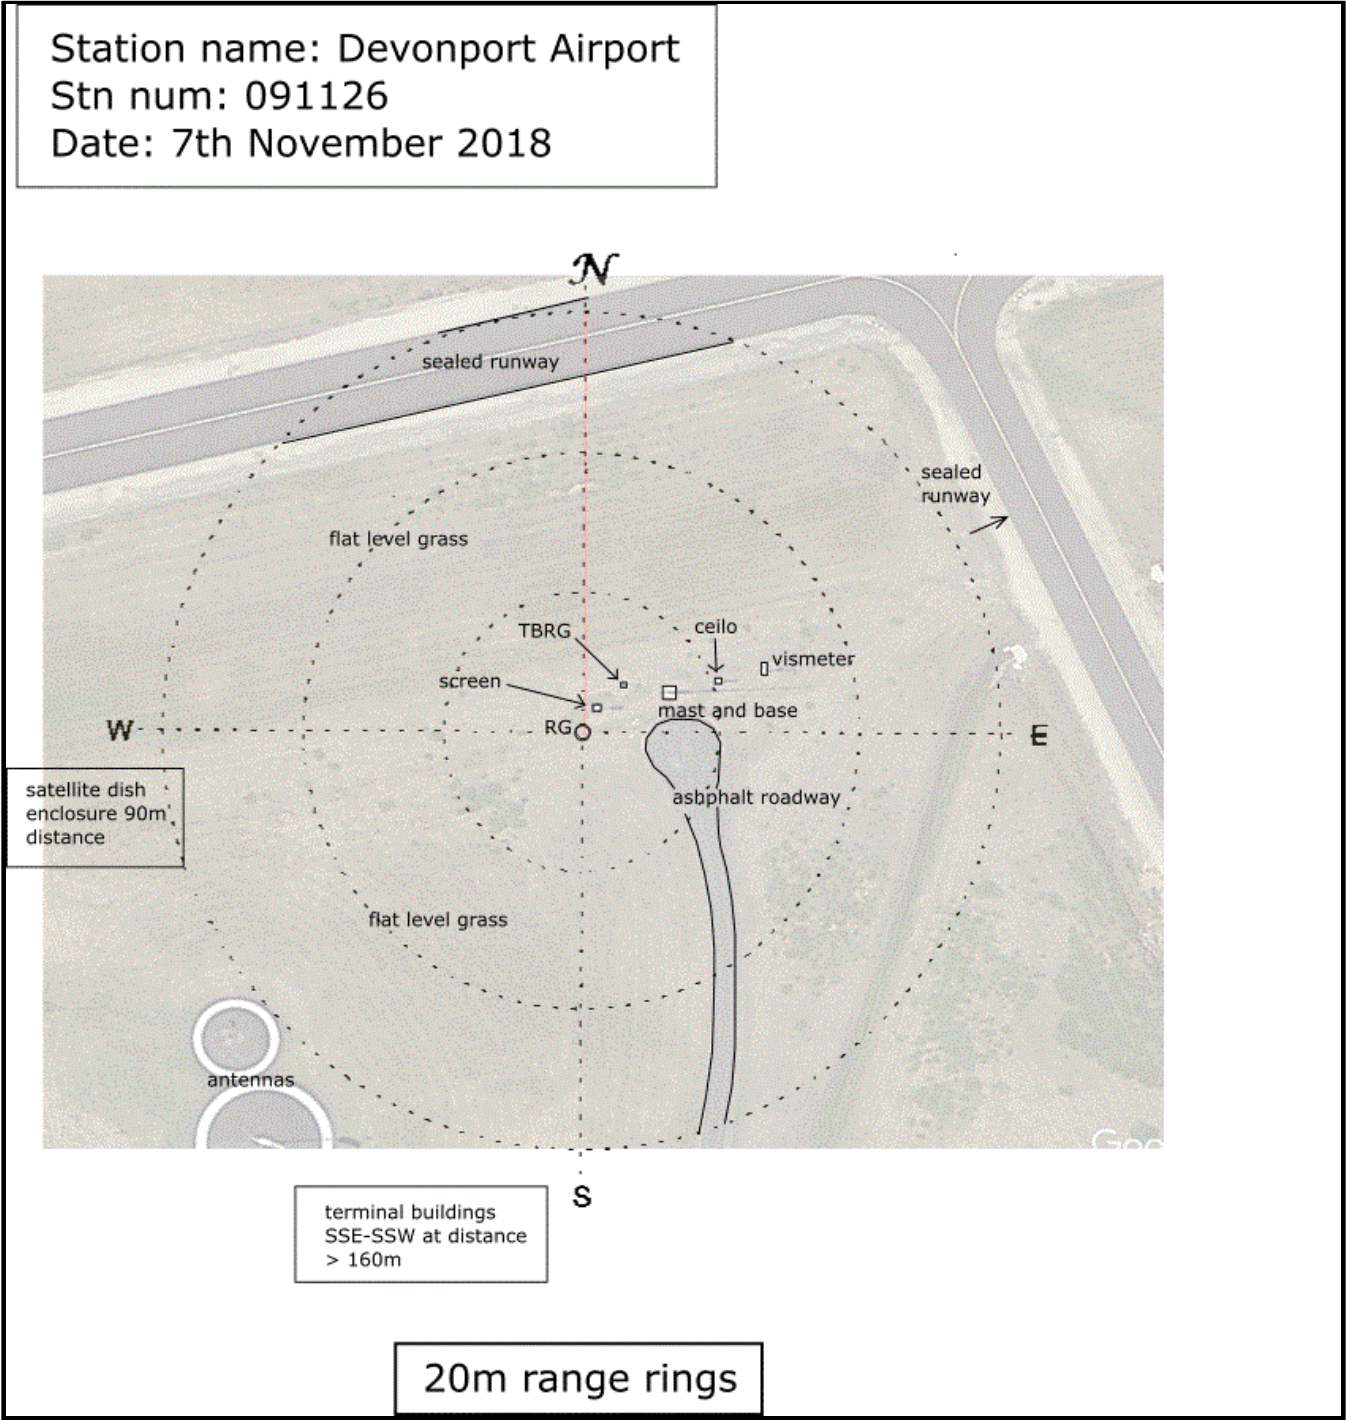 Station name: Devonport Airport
Stn num: 091126
Date: 7th November 2018
N
sealed runway
sealed
runway
flat level grass
TBRG
ceilo
vismeter
screen
mast and base
RG
W
E
satellite dish
enclosure 90m
distance
asbphalt roadway
flat level grass
antennas
Goo
S
terminal buildings
SSE-SSW at distance
> 160m
20m range rings